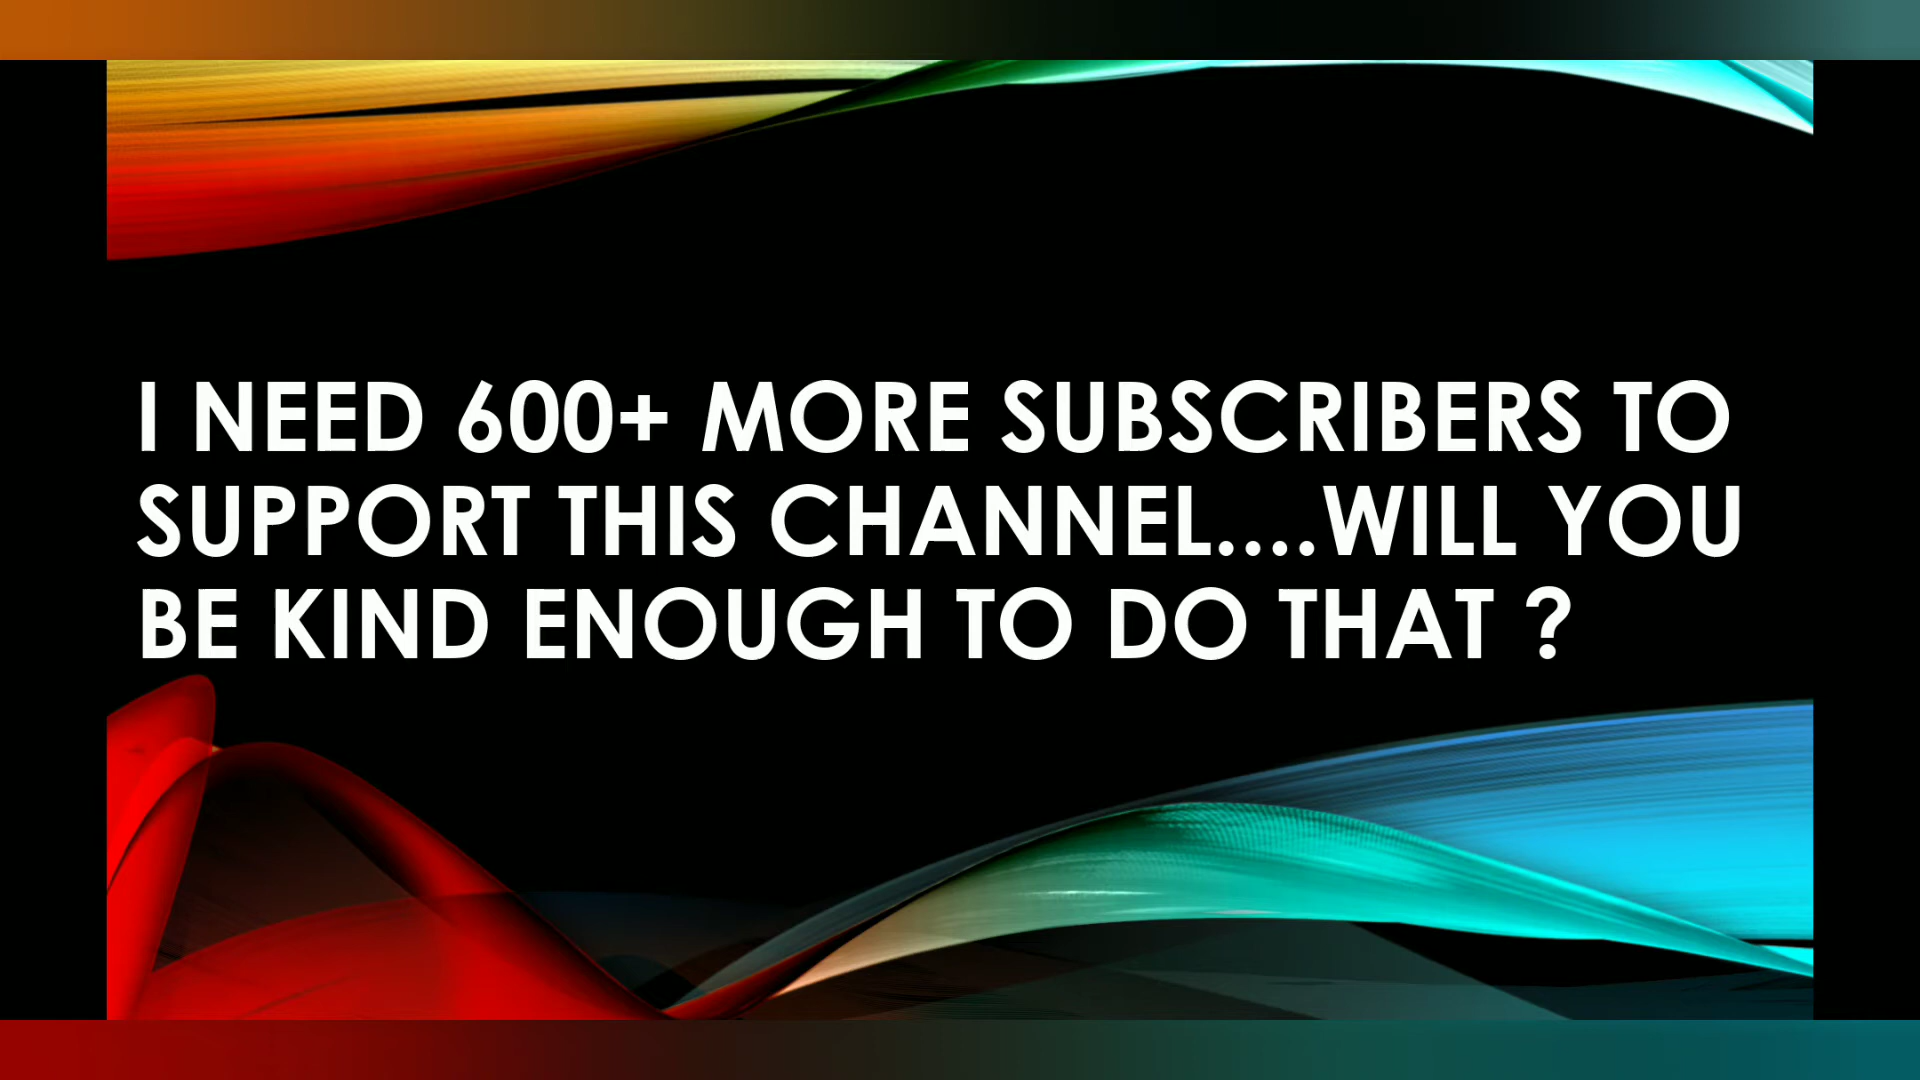 I NEED 600+ MORE SUBSCRIBERS TO
SUPPORT THIS CHANNEL....WILL YOU
BE KIND ENOUGH TO DO THAT ?